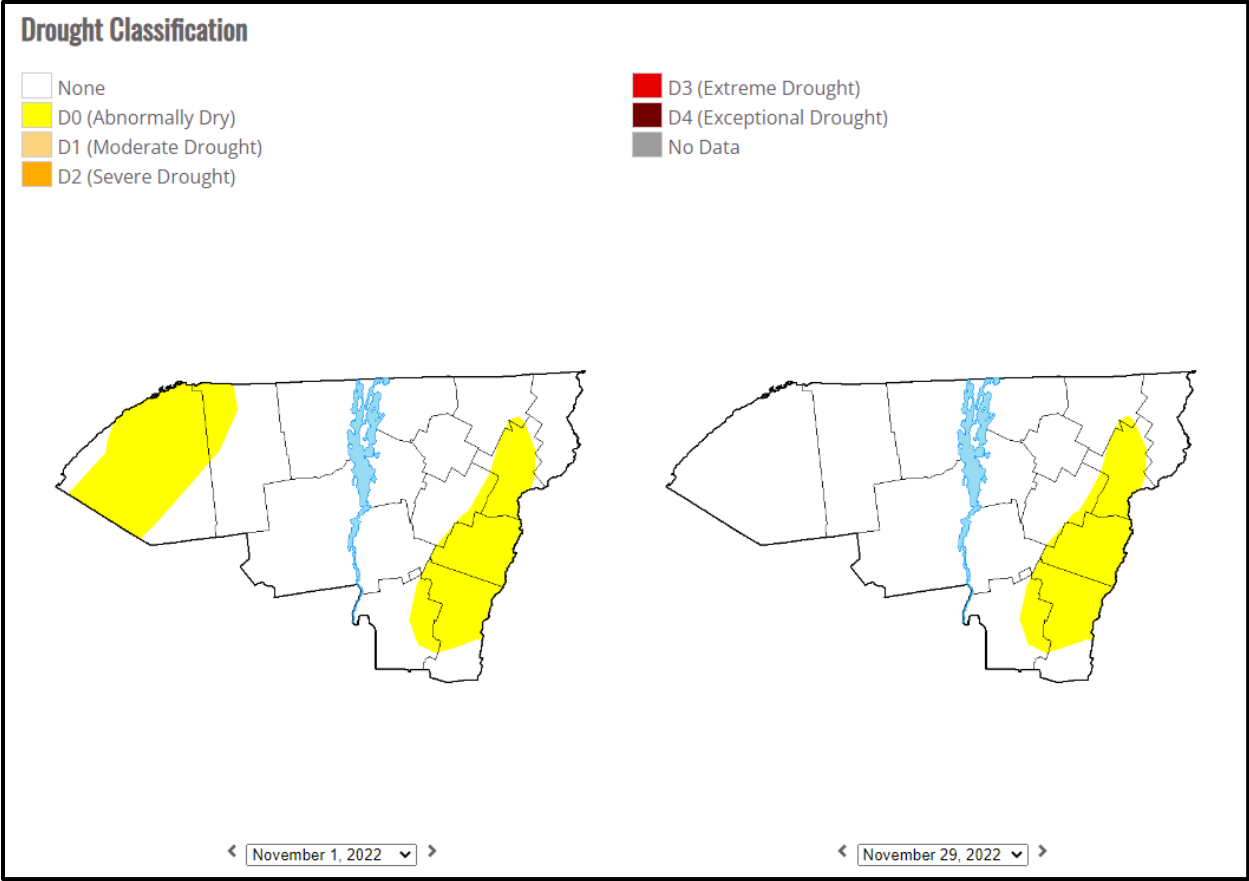 Drought Classification
None
D0 (Abnormally Dry)
D1 (Moderate Drought)
D2 (Severe Drought)
D3 (Extreme Drought)
D4 (Exceptional Drought)
No Data
November 1, 2022
November 29, 2022